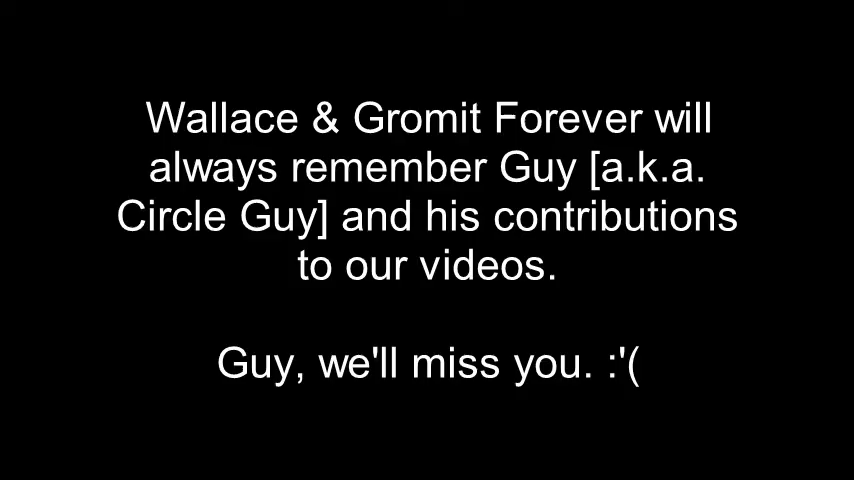 Wallace & Gromit Forever will
always remember Guy [a.k.a.
Circle Guy] and his contributions
to our videos.
Guy, we'll miss you. :'(